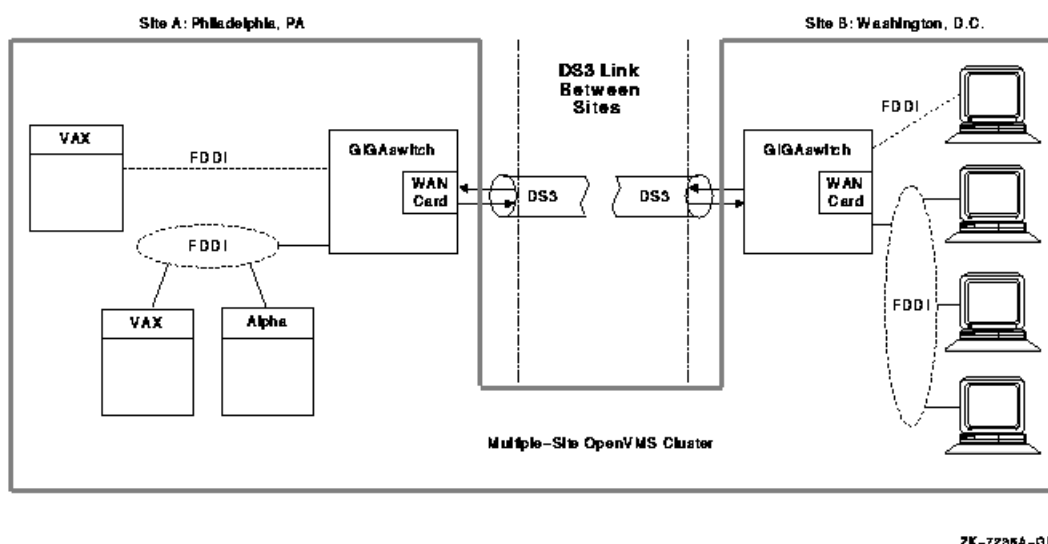 Site A: Philadelphia, PA
Site B: Washington, D.C.
DS3 Link
Between
Sites
VAX
FDDI
GIGAswitch
WAN
Card
DS3
DS3
GIGAswitch
WAN
Card
FDDI
FDDI
VAX
Alpha
FDDI
Multiple-Site OpenVMS Cluster